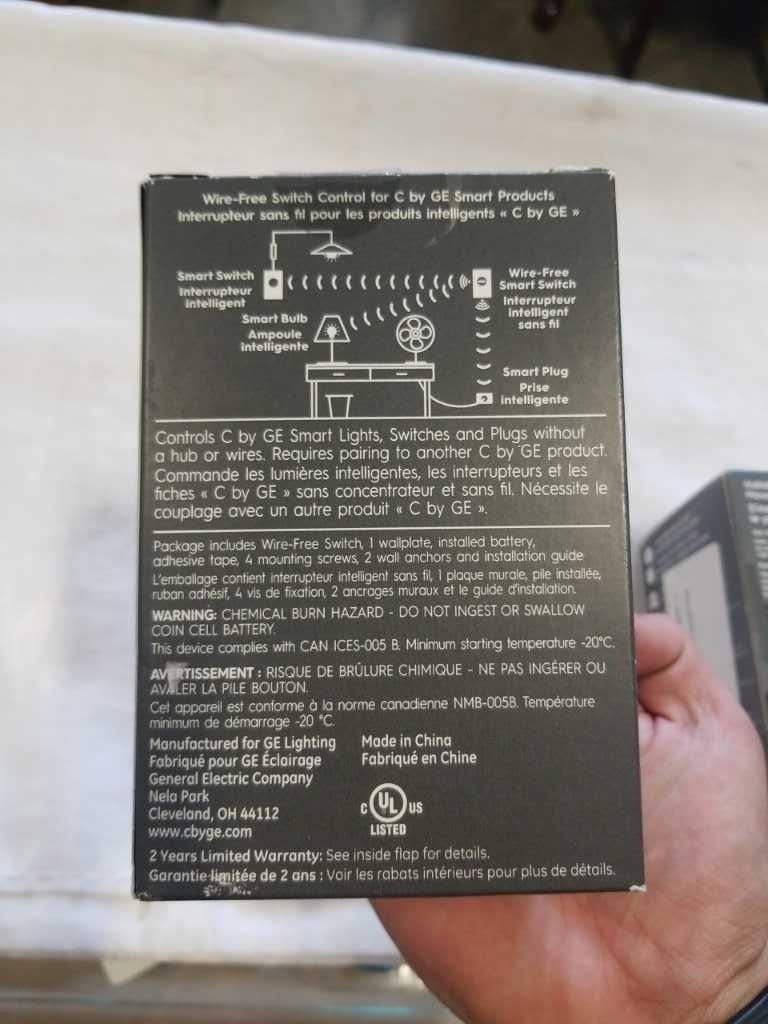 Wire-Free Switch Control for C by GE Smart Products
Interrupteur sans fil pour les produits intelligents « C by GE »
Smart Switch
Interrupteur
intelligent
Wire-Free
Smart Switch
Interrupteur
intelligent
sans fil
Smart Bulb
Ampoule
intelligente
Smart Plug
Prise
intelligente
Controls C by GE Smart Lights, Switches and Plugs without
a hub or wires. Requires pairing to another C by GE product.
Commande les lumières intelligentes, les interrupteurs et les
fiches « C by GE » sans concentrateur et sans fil. Nécessite le
couplage avec un autre produit « C by GE ».
Package includes Wire-Free Switch, 1 wallplate, installed battery,
adhesive tape, 4 mounting screws, 2 wall anchors and installation guide
L'emballage contient interrupteur intelligent sans fil, 1 plaque murale, pile installée,
ruban adhésif, 4 vis de fixation, 2 ancrages muraux et le guide d'installation.
WARNING: CHEMICAL BURN HAZARD - DO NOT INGEST OR SWALLOW
COIN CELL BATTERY.
This device complies with CAN ICES-005 B. Minimum starting temperature -20°C.
AVERTISSEMENT : RISQUE DE BRÛLURE CHIMIQUE - NE PAS INGÉRER OU
AVALER LA PILE BOUTON.
Cet appareil est conforme à la norme canadienne NMB-005B. Température
minimum de démarrage -20 °C.
Manufactured for GE Lighting
Fabriqué pour GE Éclairage
General Electric Company
Nela Park
Cleveland, OH 44112
www.cbyge.com
Made in China
Fabriqué en Chine
C UL US
LISTED
2 Years Limited Warranty: See inside flap for details.
Garantie limitée de 2 ans : Voir les rabats intérieurs pour plus de détails.